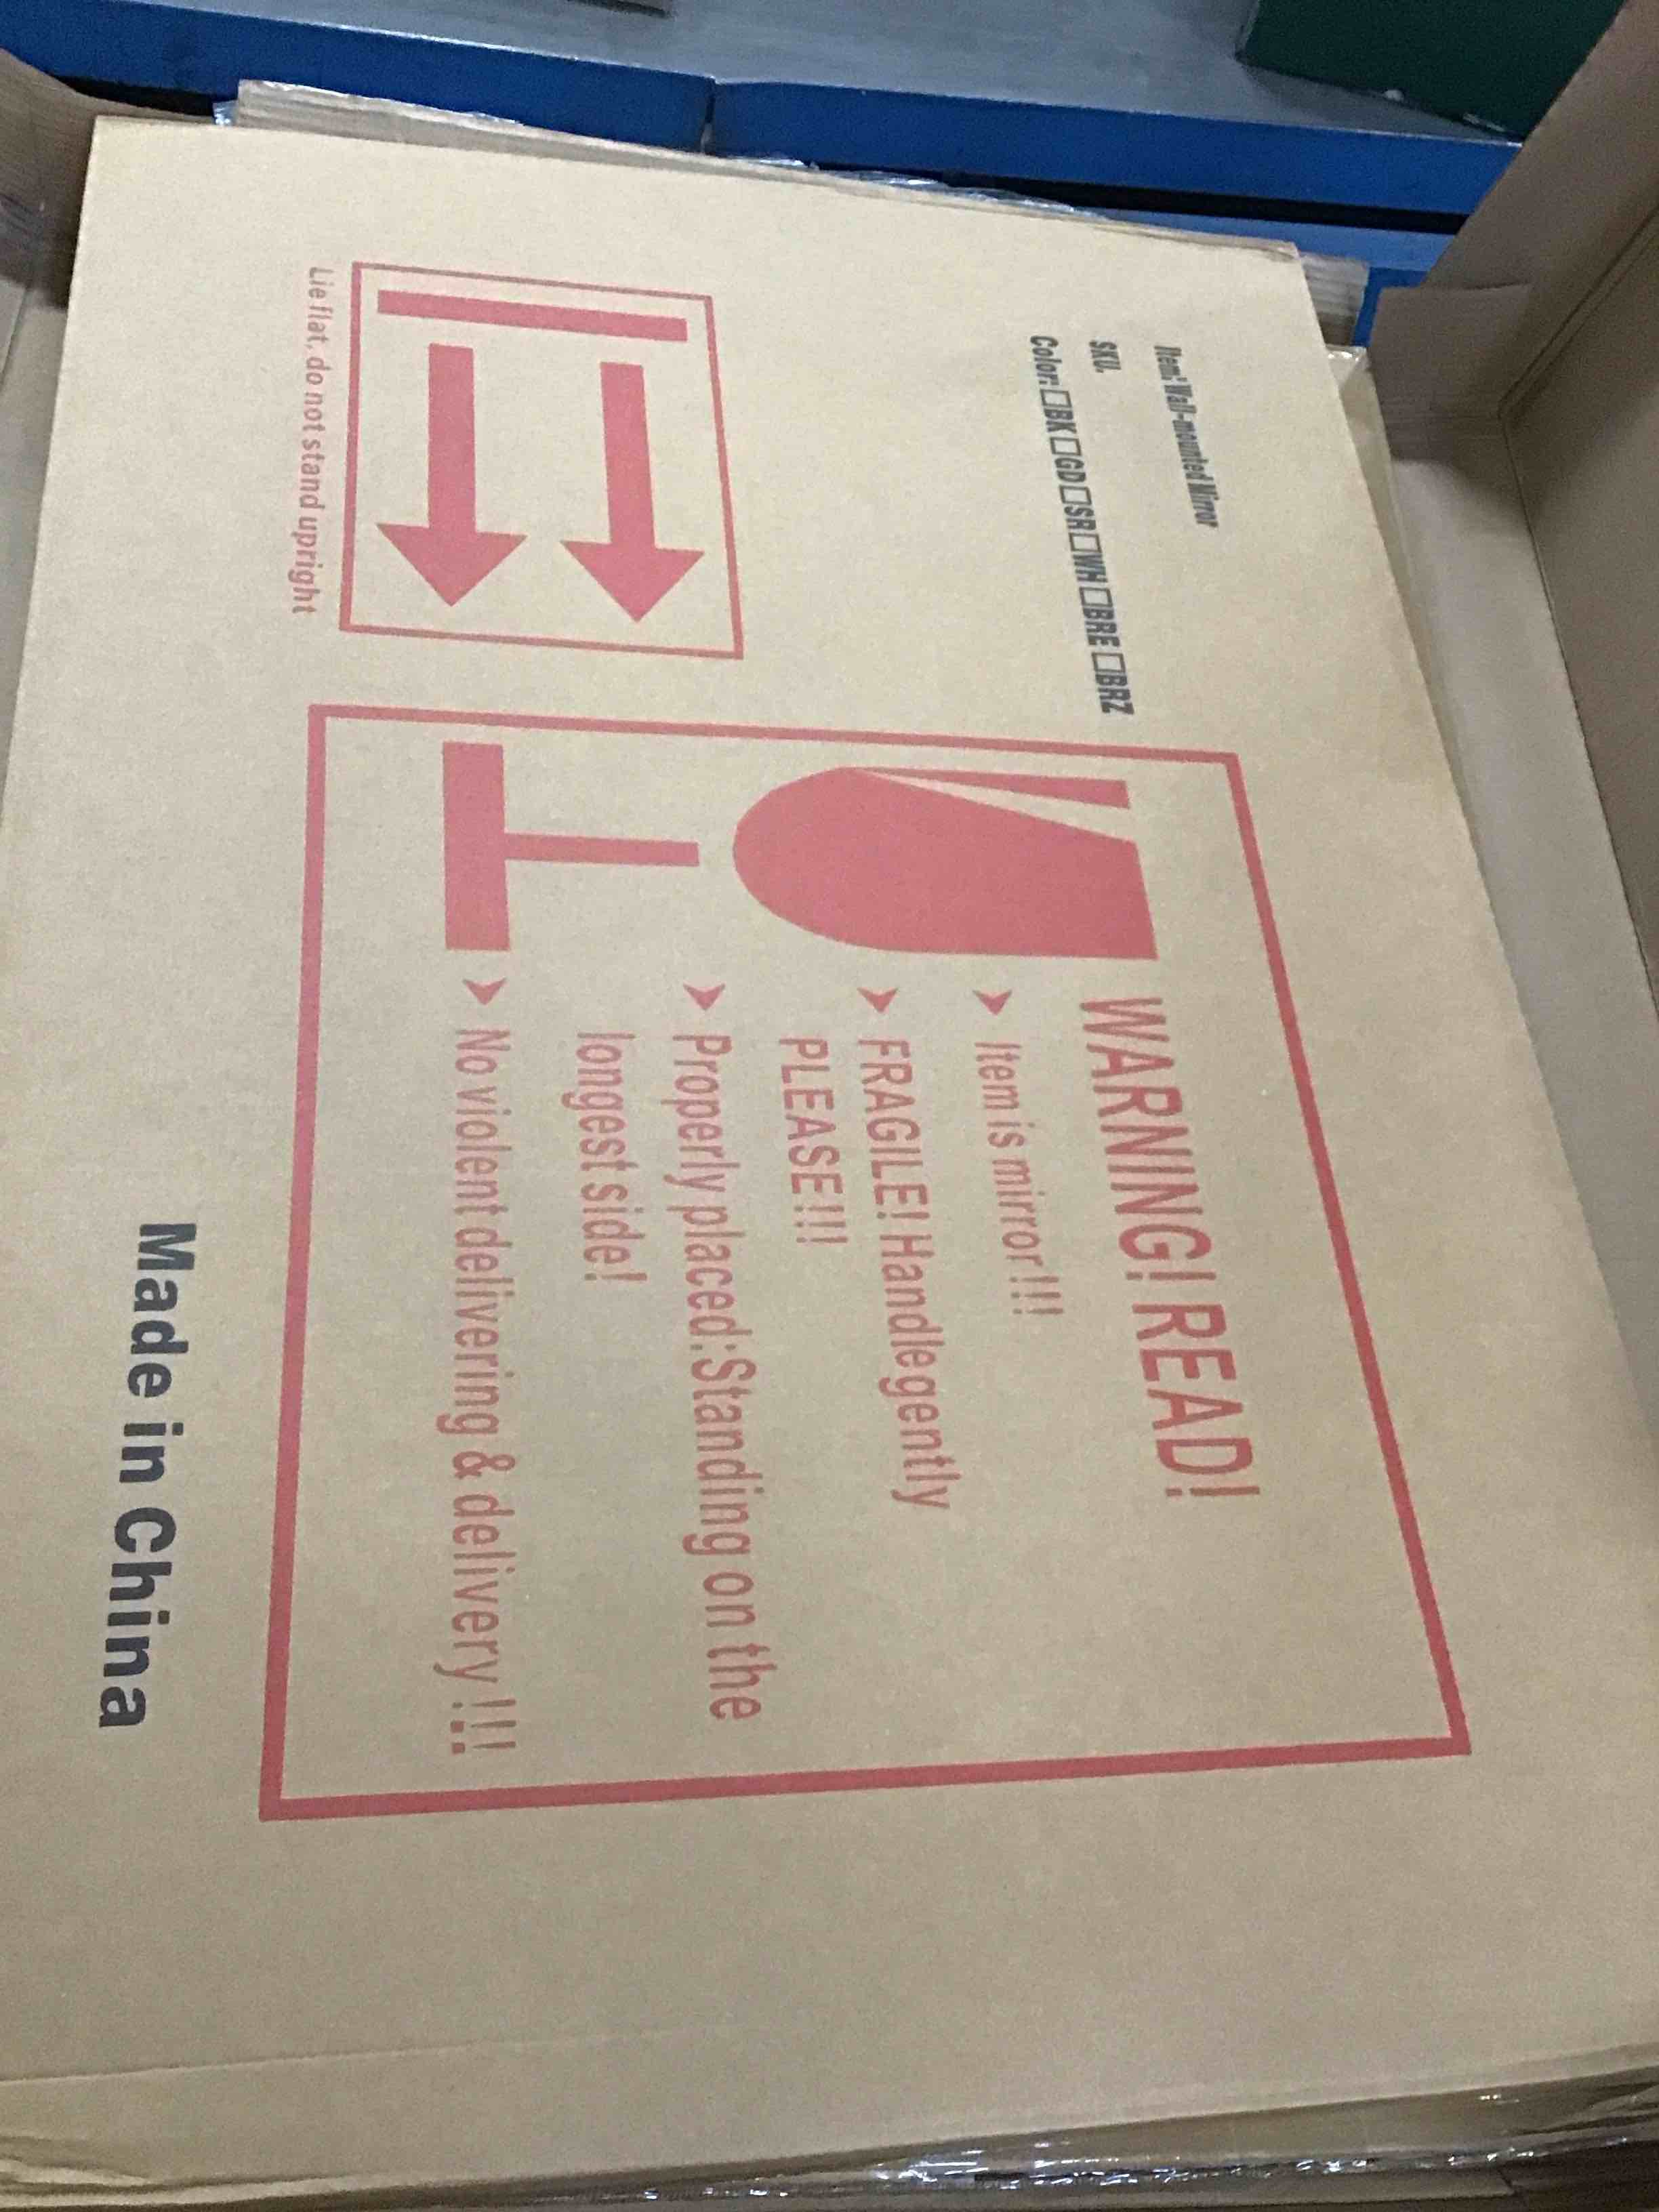 Item: Wall-mounted Mirror
SKU.
Color: □BK □GD □SR □WH □BRE □BRZ
Lie flat, do not stand upright
WARNING! READ!
➤ Item is mirror!!!
➤ FRAGILE! Handle gently
PLEASE!!!
➤ Properly placed:Standing on the
longest side!
➤ No violent delivering & delivery!!!
Made in China